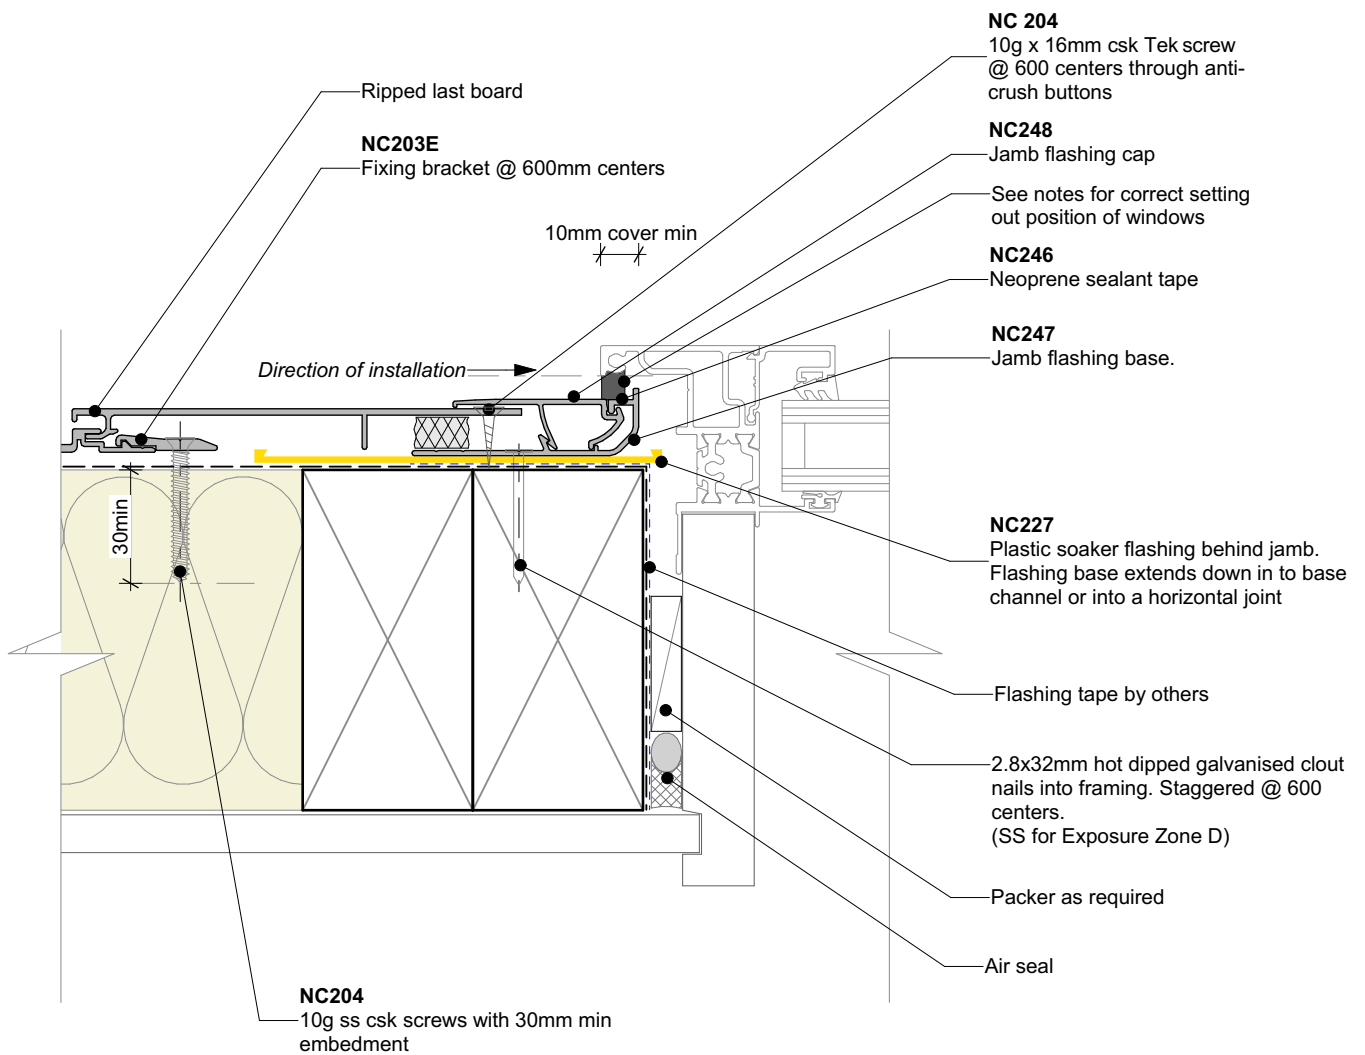 NC 204
10g x 16mm csk Tek screw
@ 600 centers through anti-
crush buttons
Ripped last board
NC203E
Fixing bracket @ 600mm centers
NC248
Jamb flashing cap
See notes for correct setting
out position of windows
10mm cover min
NC246
Neoprene sealant tape
NC247
Jamb flashing base.
Direction of installation
30min
NC227
Plastic soaker flashing behind jamb.
Flashing base extends down in to base
channel or into a horizontal joint
Flashing tape by others
2.8x32mm hot dipped galvanised clout
nails into framing. Staggered @ 600
centers.
(SS for Exposure Zone D)
Packer as required
Air seal
NC204
10g ss csk screws with 30mm min
embedment